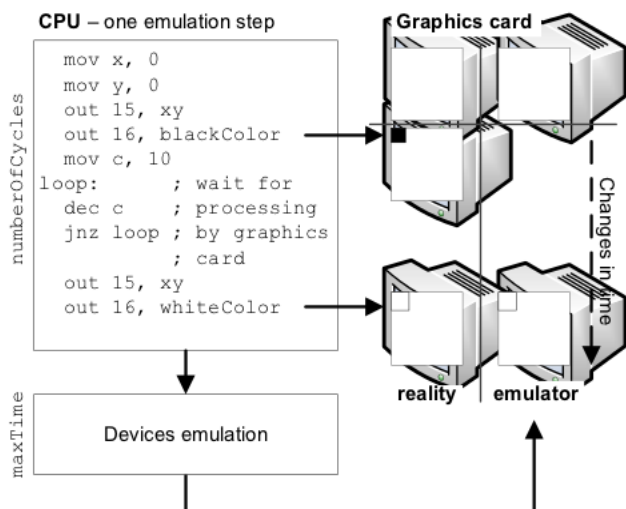 CPU – one emulation step
mov x, 0
mov y, 0
out 15, xy
out 16, blackColor
mov c, 10
loop: ; wait for
dec c ; processing
jnz loop ; by graphics
; card
out 15, xy
out 16, whiteColor
numberOfCycles
Devices emulation
maxTime
Graphics card
Changes in time
reality
emulator